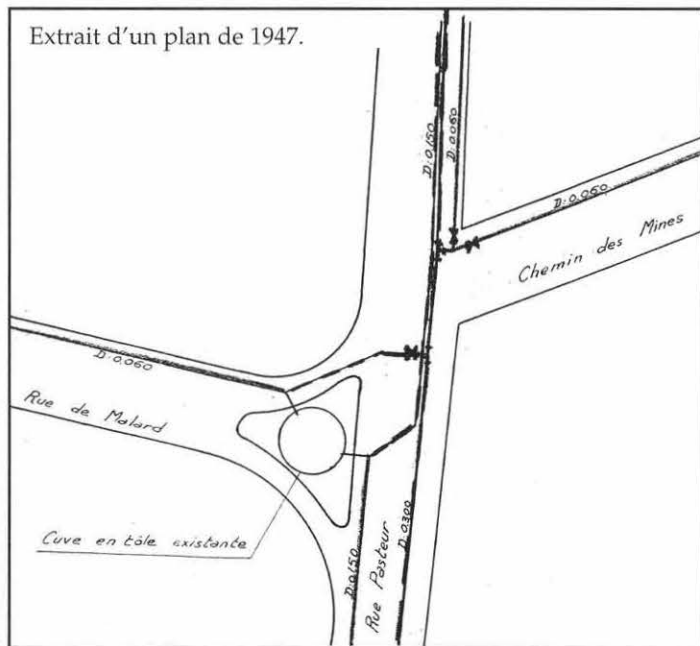 Extrait d'un plan de 1947.
D:0.150
D:0.060
D:0.060
Chemin des Mines
D:0.060
Rue de Malard
Cuve en tôle existante
D:0.150
Rue Pasteur
D:0.300